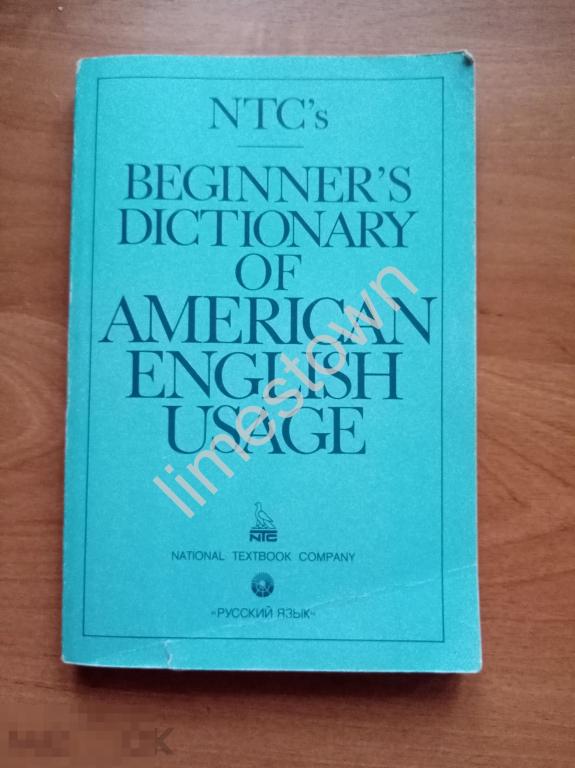 NTC's
BEGINNER'S
DICTIONARY
OF
AMERICAN
ENGLISH
USAGE
limestown
NTC
NATIONAL TEXTBOOK COMPANY
«РУССКИЙ ЯЗЫК»